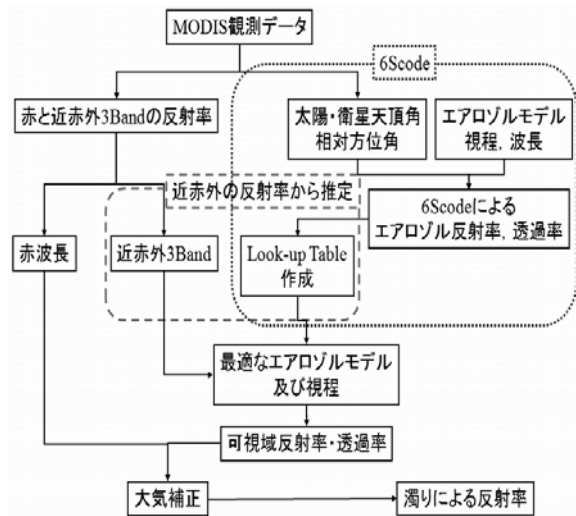 MODIS観測データ
6Scode
赤と近赤外3Bandの反射率
太陽・衛星天頂角
相対方位角
エアロゾルモデル
視程, 波長
近赤外の反射率から推定
6Scodeによる
エアロゾル反射率, 透過率
赤波長
近赤外3Band
Look-up Table
作成
最適なエアロゾルモデル
及び視程
可視域反射率・透過率
大気補正
濁りによる反射率